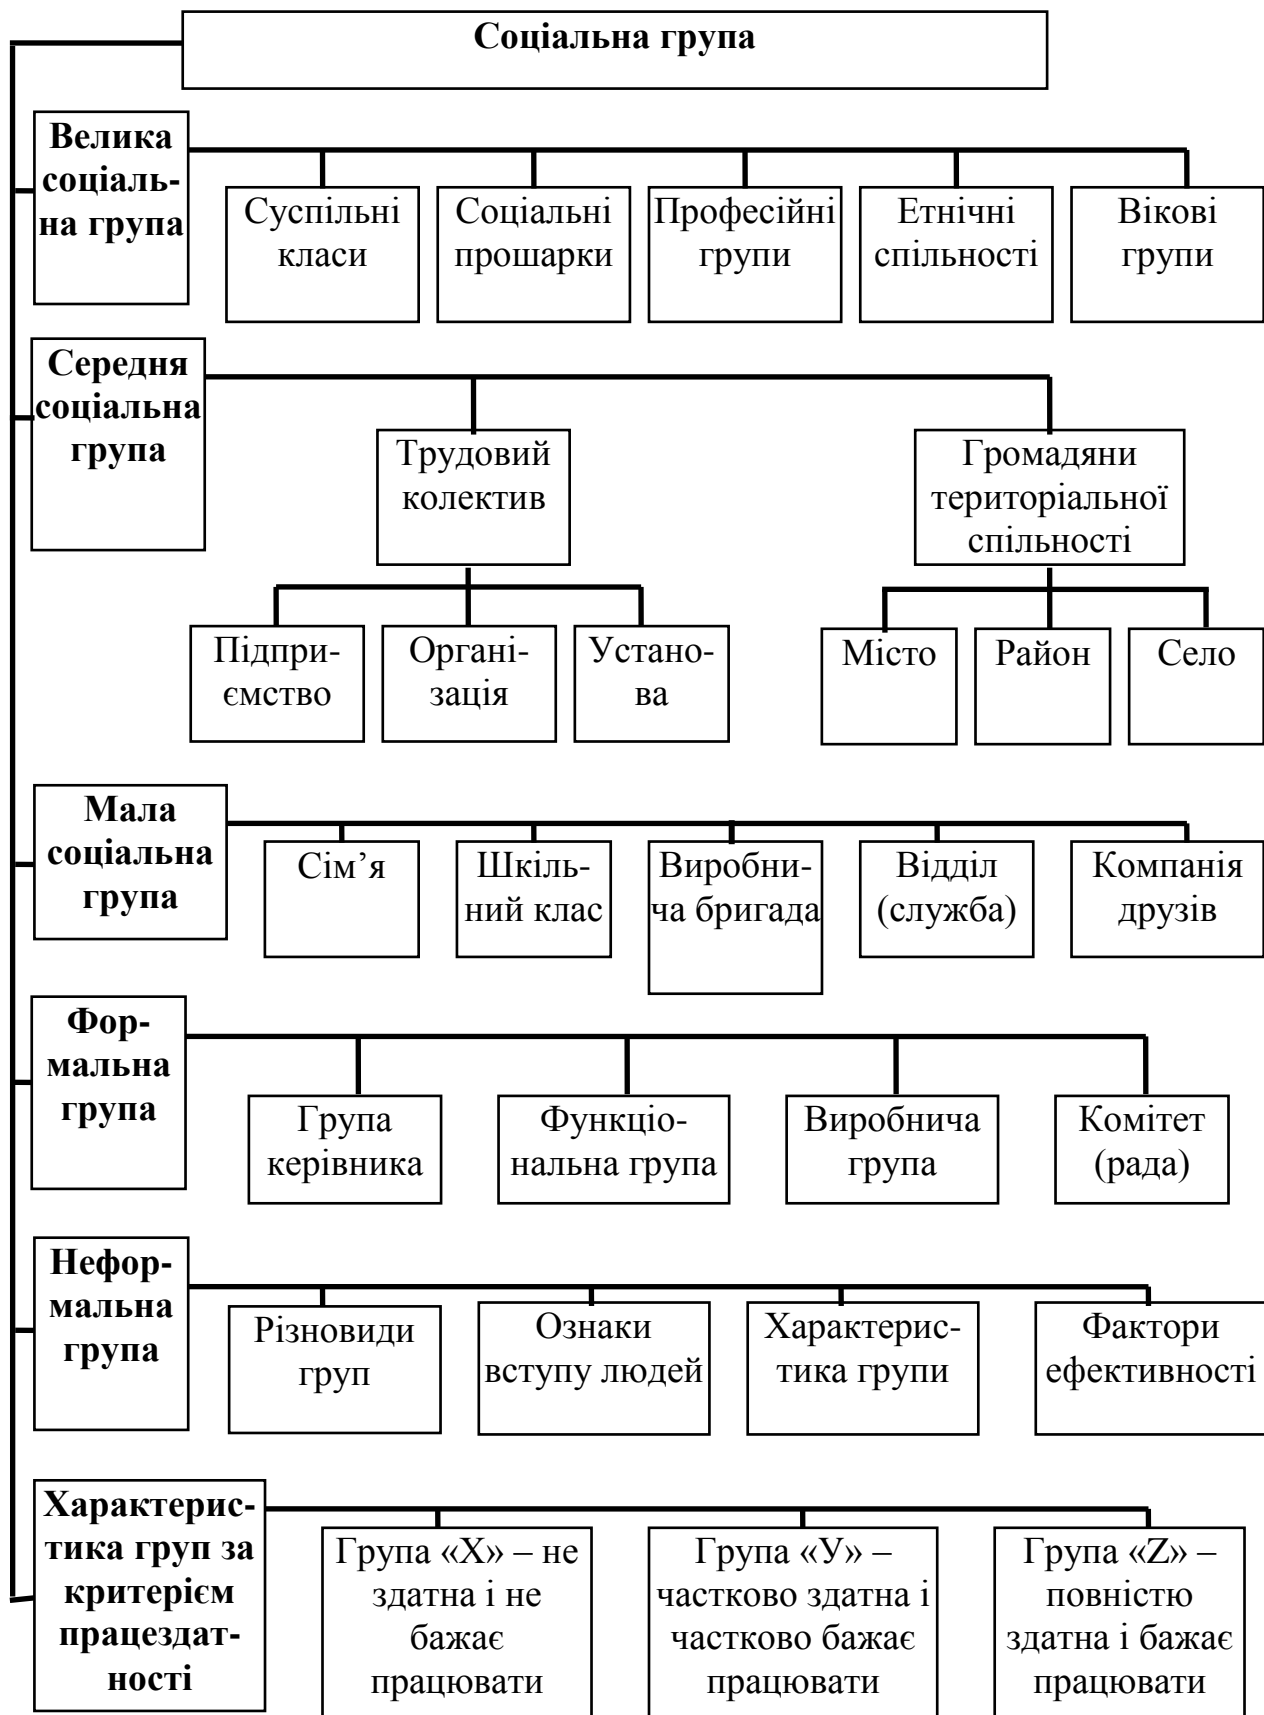 Соціальна група
Велика
соціаль-
на група
Суспільні
класи
Соціальні
прошарки
Професійні
групи
Етнічні
спільності
Вікові
групи
Середня
соціальна
група
Трудовий
колектив
Громадяни
територіальної
спільності
Підпри-
ємство
Органі-
зація
Устано-
ва
Місто
Район
Село
Мала
соціальна
група
Сім’я
Шкіль-
ний клас
Виробни-
ча бригада
Відділ
(служба)
Компанія
друзів
Фор-
мальна
група
Група
керівника
Функціо-
нальна група
Виробнича
група
Комітет
(рада)
Нефор-
мальна
група
Різновиди
груп
Ознаки
вступу людей
Характерис-
тика групи
Фактори
ефективності
Характерис-
тика груп за
критерієм
працездат-
ності
Група «Х» – не
здатна і не
бажає
працювати
Група «У» –
частково здатна і
частково бажає
працювати
Група «Z» –
повністю
здатна і бажає
працювати